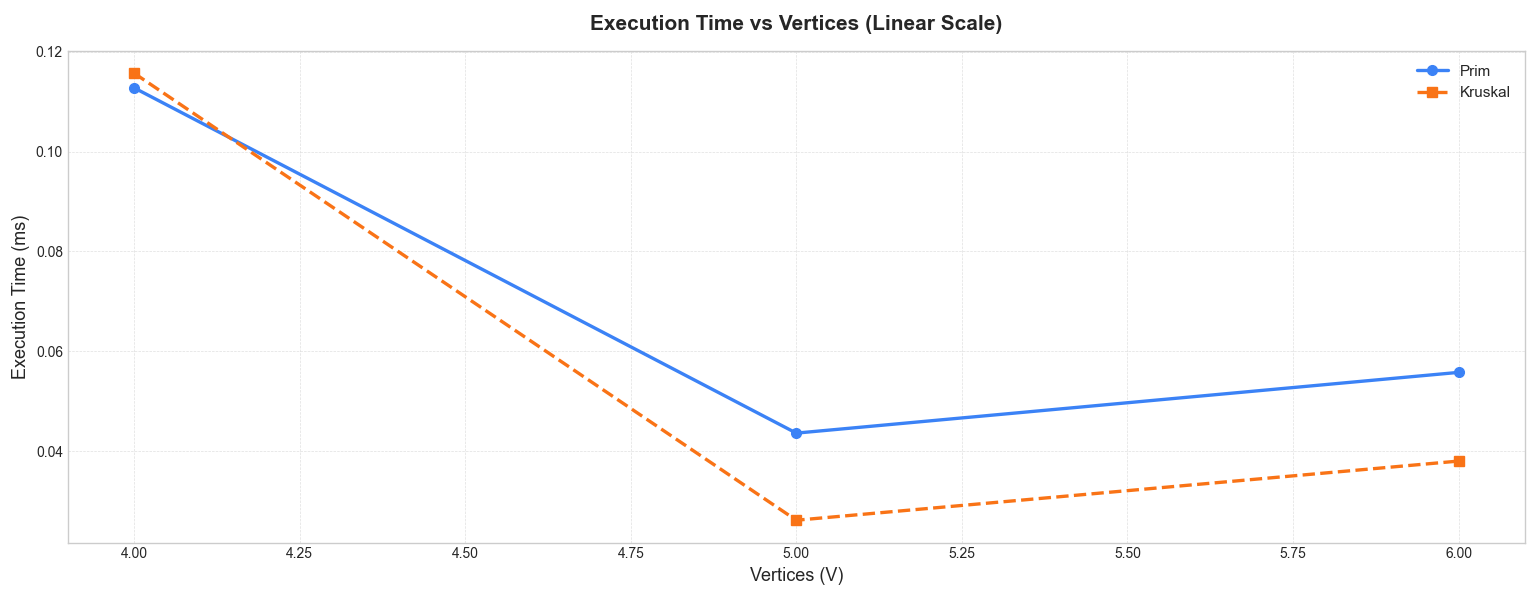 Execution Time vs Vertices (Linear Scale)
Prim
Kruskal
Execution Time (ms)
0.12
0.10
0.08
0.06
0.04
4.00 4.25 4.50 4.75 5.00 5.25 5.50 5.75 6.00
Vertices (V)